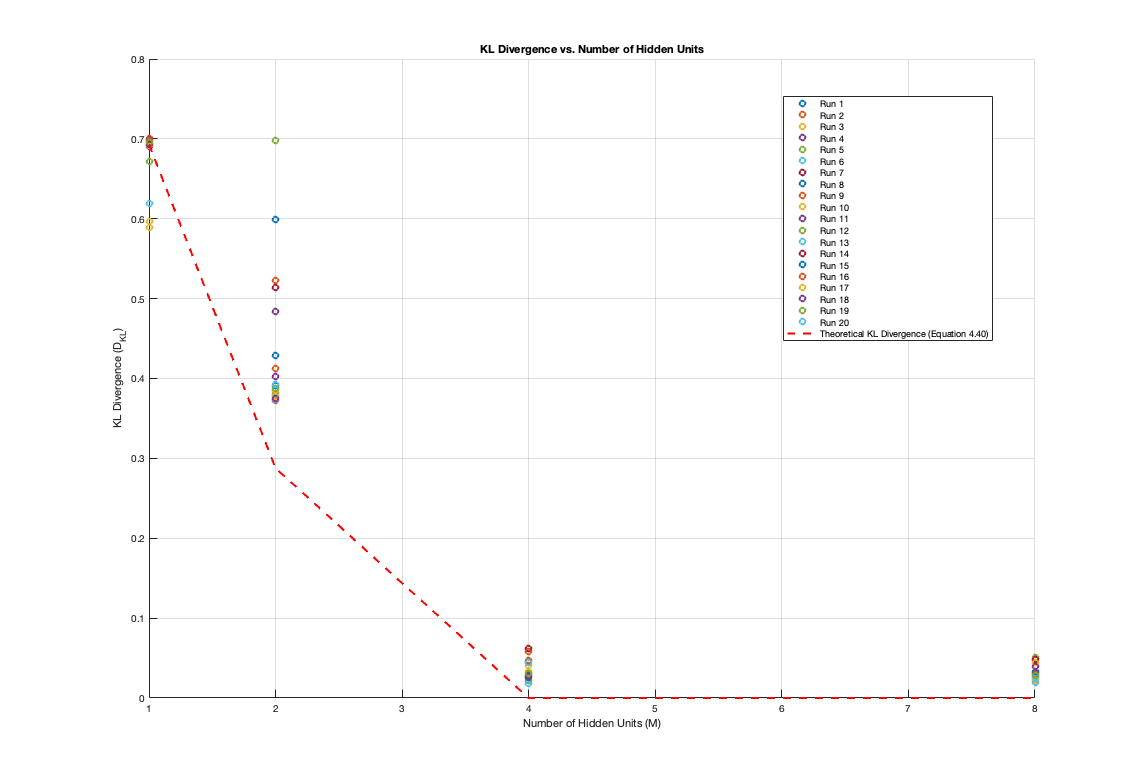 KL Divergence vs. Number of Hidden Units
KL Divergence (D_KL)
0.8
0.7
0.6
0.5
0.4
0.3
0.2
0.1
0
1 2 3 4 5 6 7 8
Number of Hidden Units (M)
Run 1
Run 2
Run 3
Run 4
Run 5
Run 6
Run 7
Run 8
Run 9
Run 10
Run 11
Run 12
Run 13
Run 14
Run 15
Run 16
Run 17
Run 18
Run 19
Run 20
Theoretical KL Divergence (Equation 4.40)